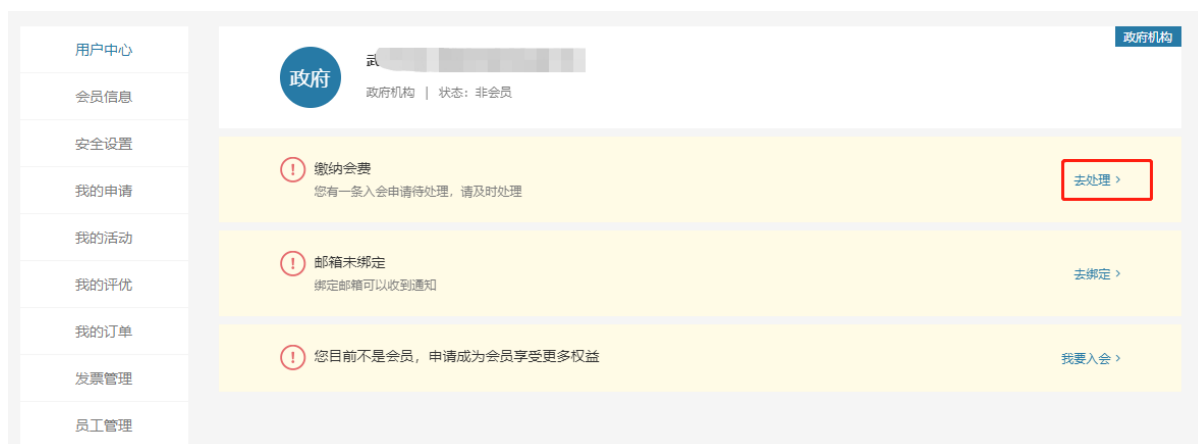 用户中心
会员信息
安全设置
我的申请
我的活动
我的评优
我的订单
发票管理
员工管理
政府机构
政府
武
政府机构 | 状态：非会员
缴纳会费
您有一条入会申请待处理，请及时处理
去处理 >
邮箱未绑定
绑定邮箱可以收到通知
去绑定 >
您目前不是会员，申请成为会员享受更多权益
我要入会 >